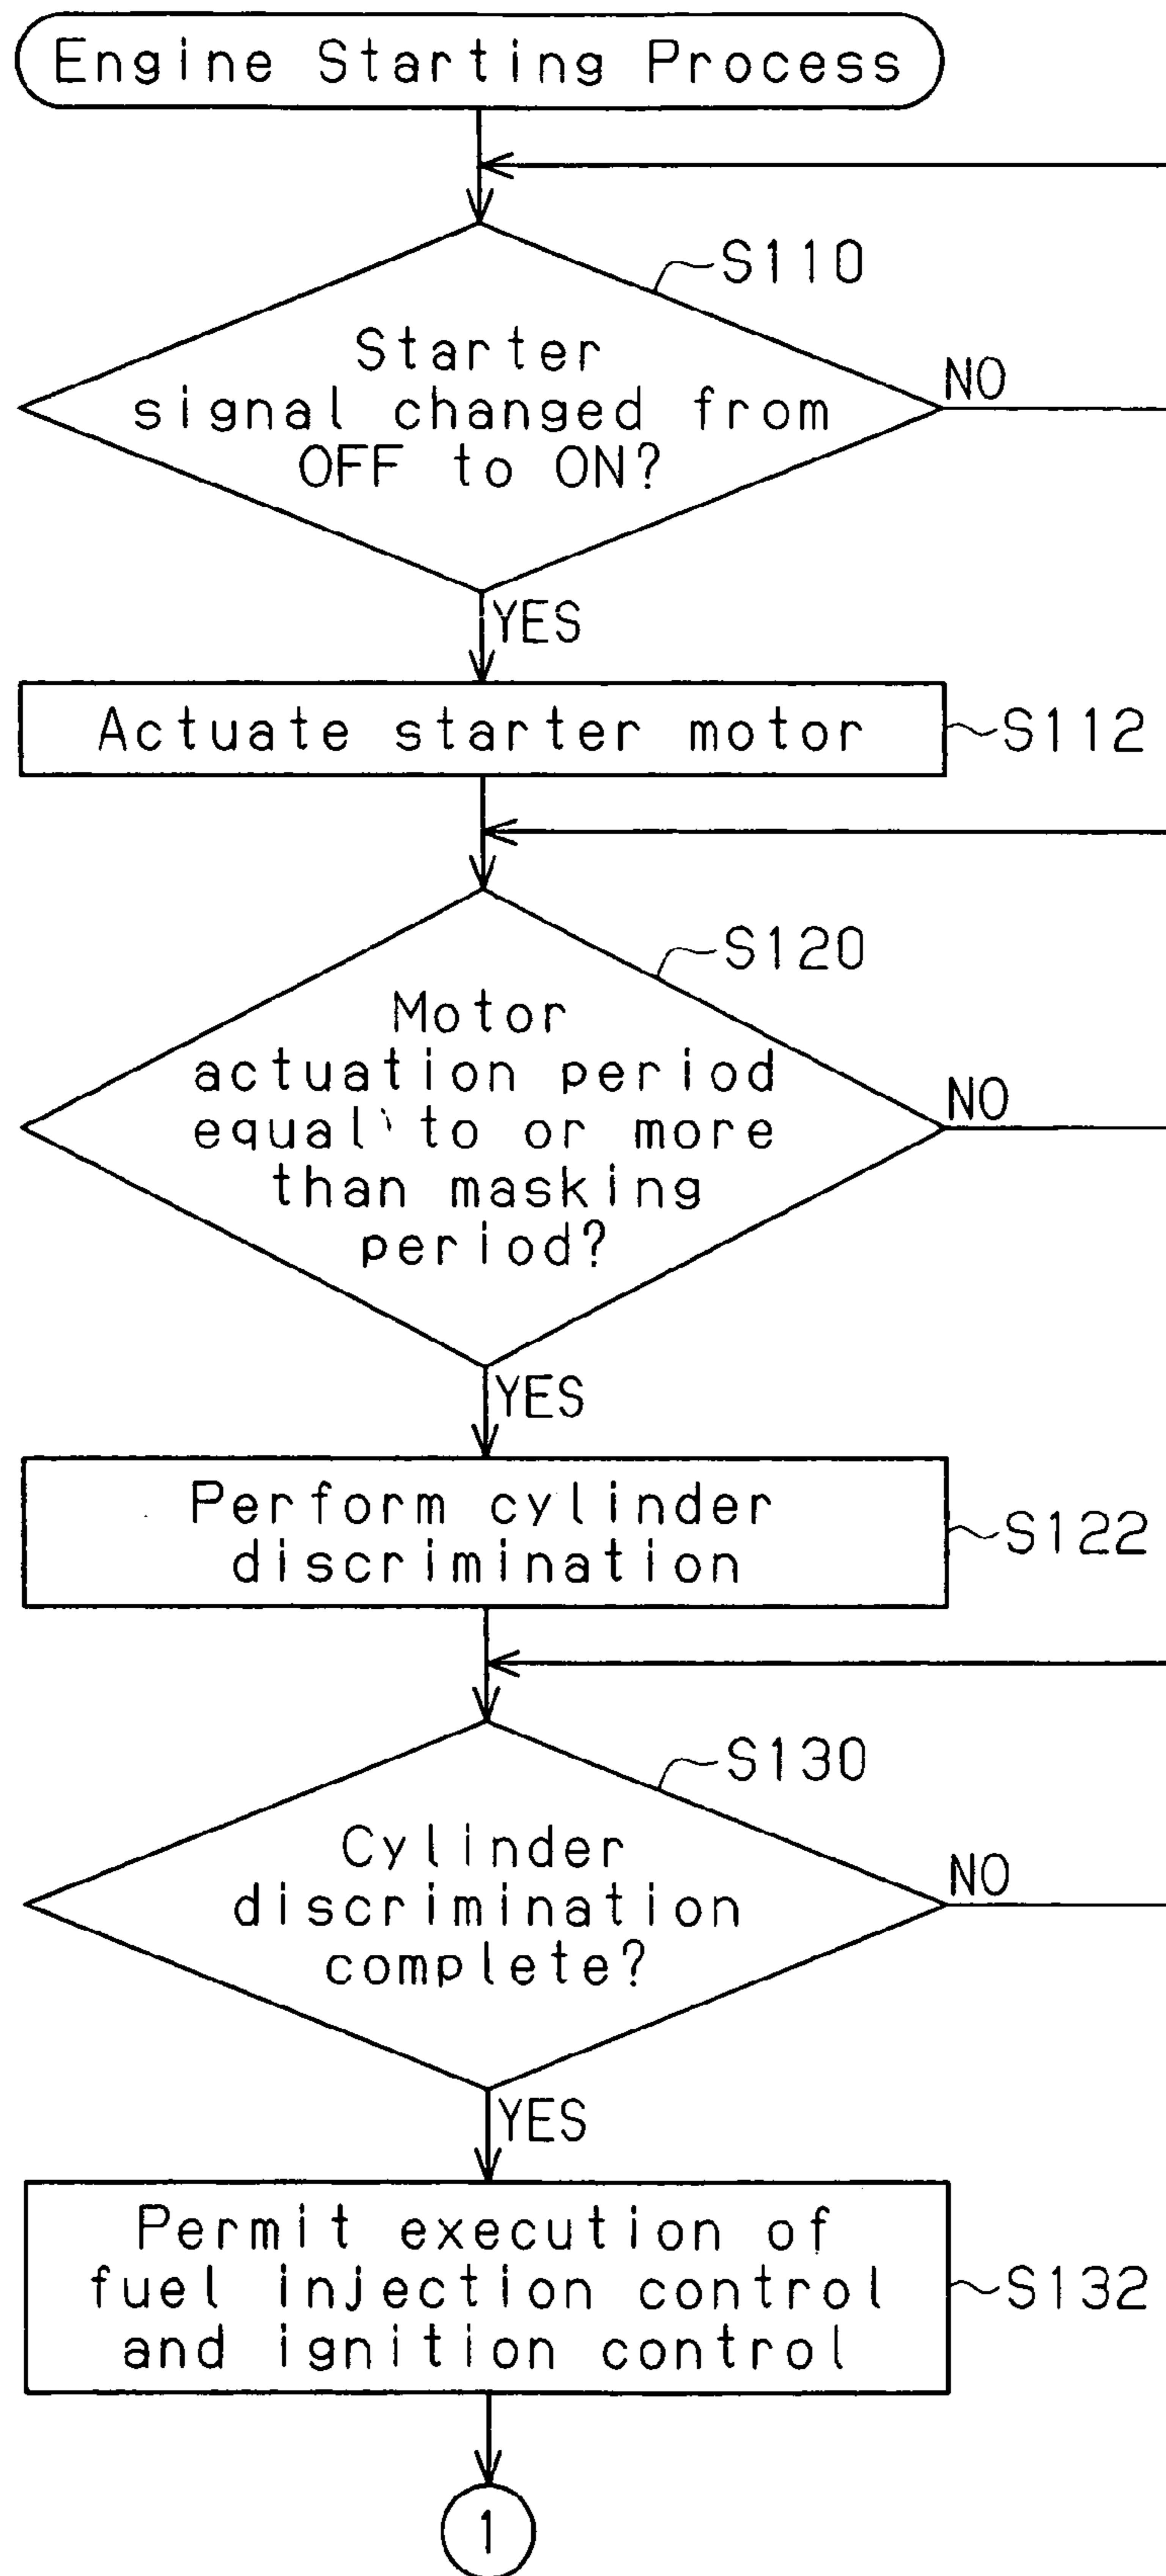 Engine Starting Process
S110
Starter
signal changed from
OFF to ON?
NO
YES
Actuate starter motor
S112
S120
Motor
actuation period
equal to or more
than masking
period?
NO
YES
Perform cylinder
discrimination
S122
S130
Cylinder
discrimination
complete?
NO
YES
Permit execution of
fuel injection control
and ignition control
S132
1